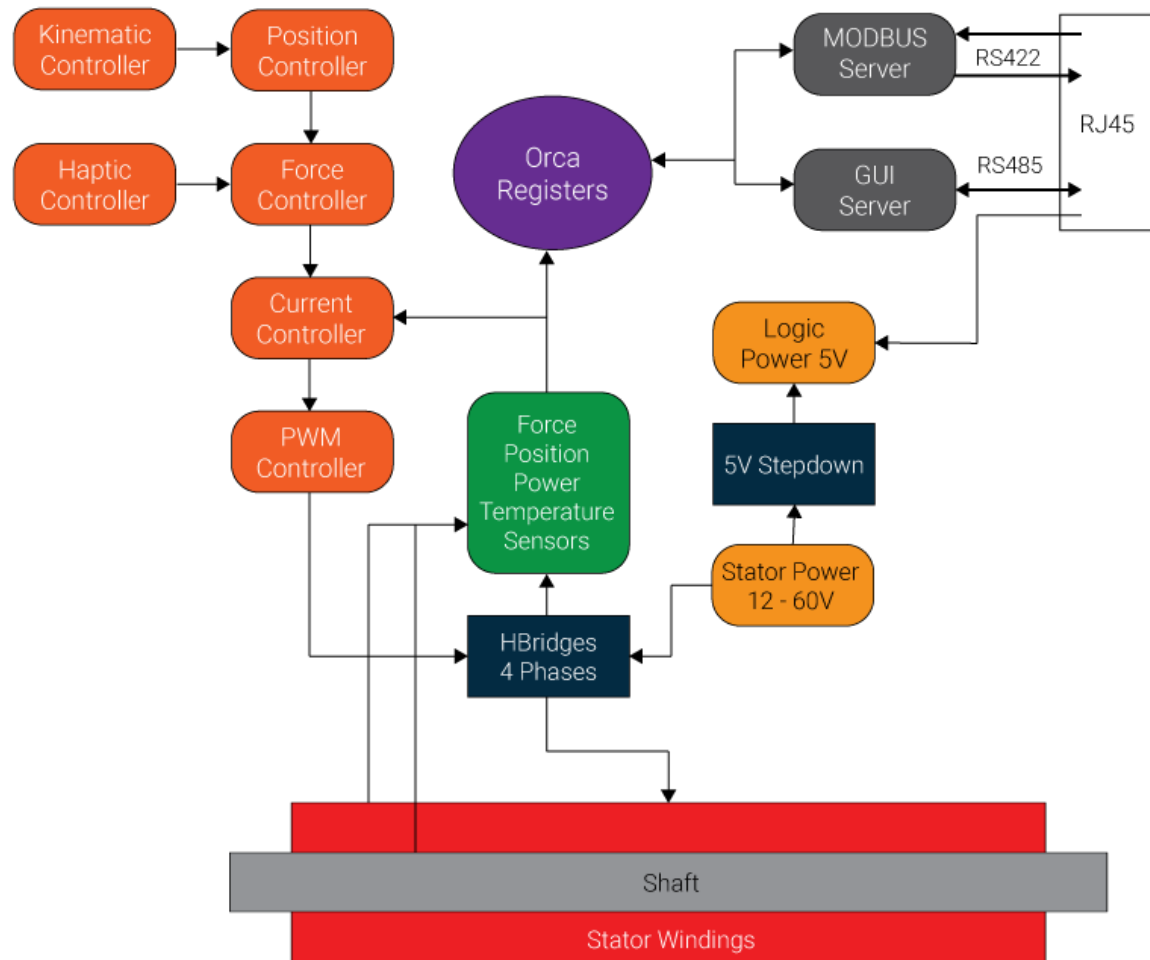 Kinematic
Controller
Position
Controller
MODBUS
Server
RS422
RJ45
Haptic
Controller
Force
Controller
Orca
Registers
GUI
Server
RS485
Current
Controller
Logic
Power 5V
PWM
Controller
Force
Position
Power
Temperature
Sensors
5V Stepdown
Stator Power
12 - 60V
HBridges
4 Phases
Shaft
Stator Windings